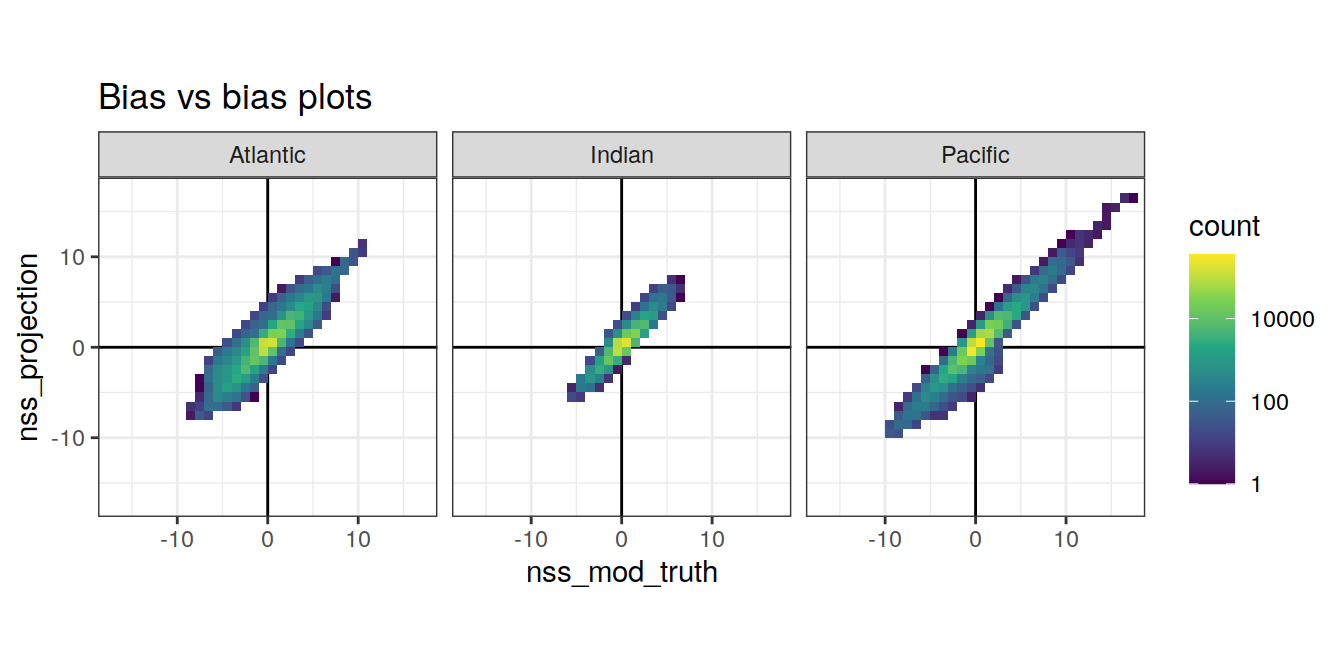 Bias vs bias plots
Atlantic Indian Pacific
nss_projection
10
0
-10
-10 0 10 -10 0 10 -10 0 10
nss_mod_truth
count
10000
100
1